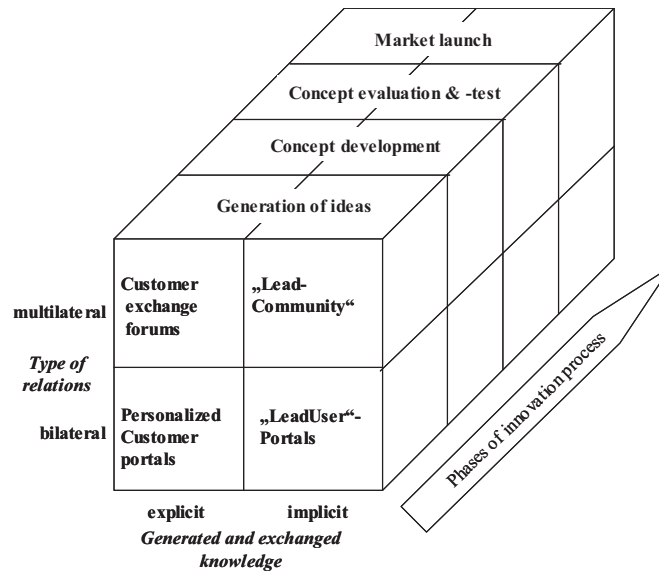 Market launch
Concept evaluation & -test
Concept development
Generation of ideas
Customer
exchange
forums
„Lead-
Community“
multilateral
Type of
relations
bilateral
Personalized
Customer
portals
„LeadUser“-
Portals
Phases of innovation process
explicit
implicit
Generated and exchanged
knowledge